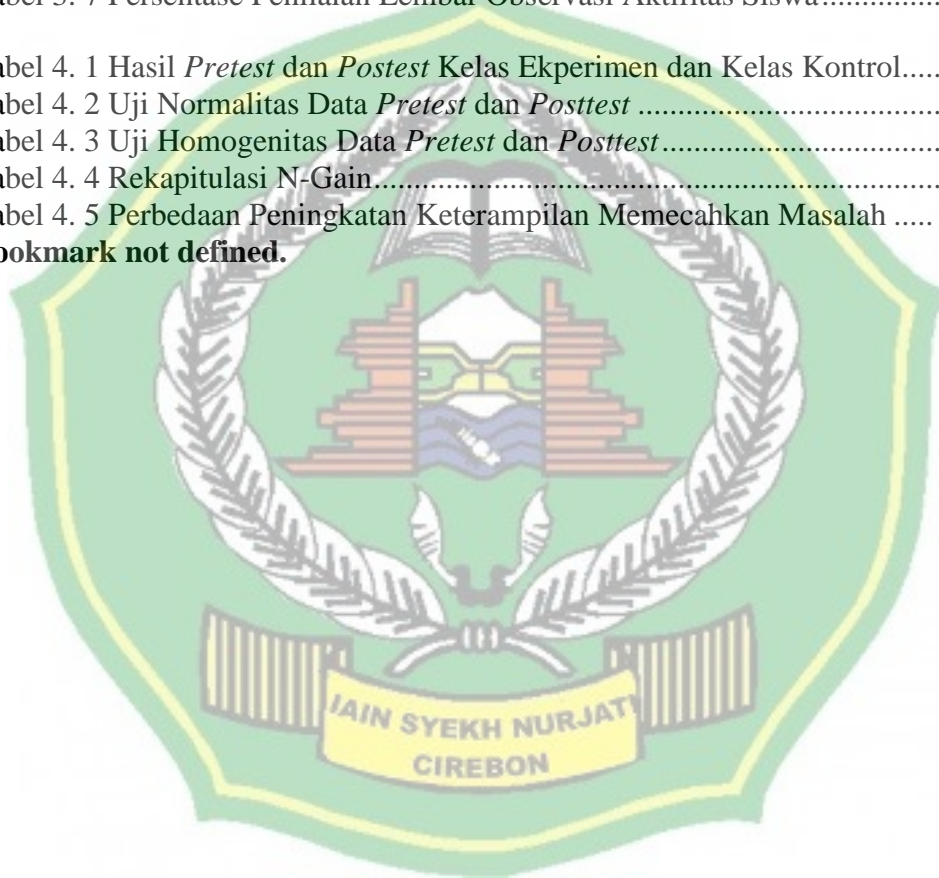 abel 3. 7 Persentase Penilaian Lembar Observasi Aktifitas Siswa..................
abel 4. 1 Hasil Pretest dan Postest Kelas Ekperimen dan Kelas Kontrol.....
abel 4. 2 Uji Normalitas Data Pretest dan Posttest ........................................
abel 4. 3 Uji Homogenitas Data Pretest dan Posttest.....................................
abel 4. 4 Rekapitulasi N-Gain.........................................................................
abel 4. 5 Perbedaan Peningkatan Keterampilan Memecahkan Masalah .....
ookmark not defined.
IAIN SYEKH NURJATI
CIREBON